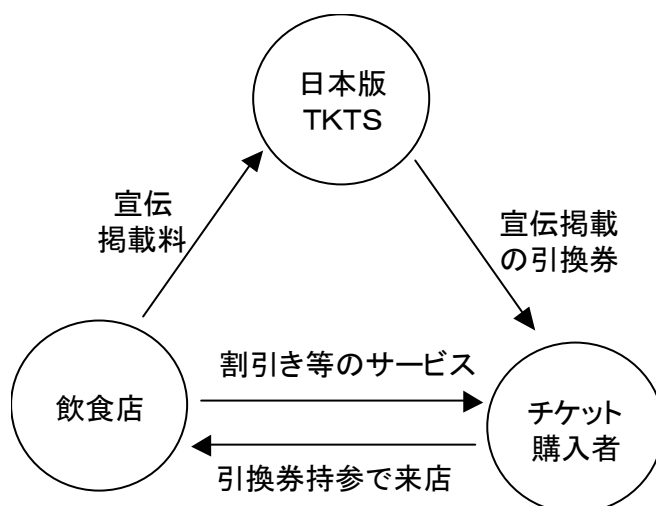 日本版
TKTS
宣伝
掲載料
宣伝掲載
の引換券
割引き等のサービス
飲食店
チケット
購入者
引換券持参で来店